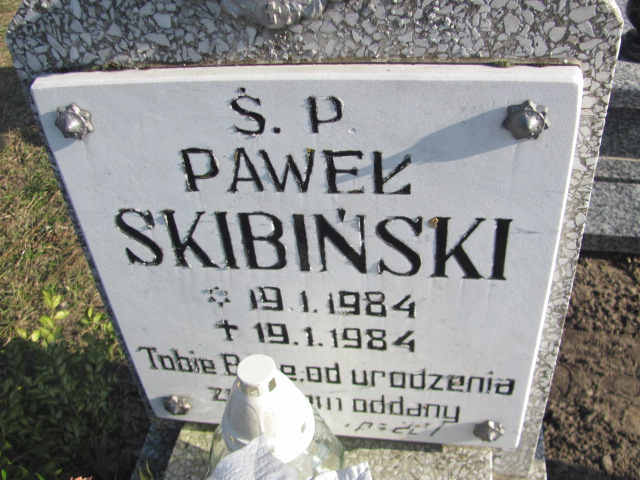 Ś. P.
PAWEŁ
SKIBIŃSKI
✡ 19.1.1984
✝ 19.1.1984
Tobie od urodzenia
oddany